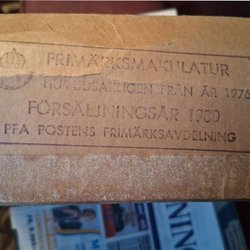 FRIMÄRKSMAKULATUR
HUVUDSAKLIGEN FRÅN ÅR 1976
FÖRSÄLJNINGSÅR 1980
PFA POSTENS FRIMÄRKSAVDELNING